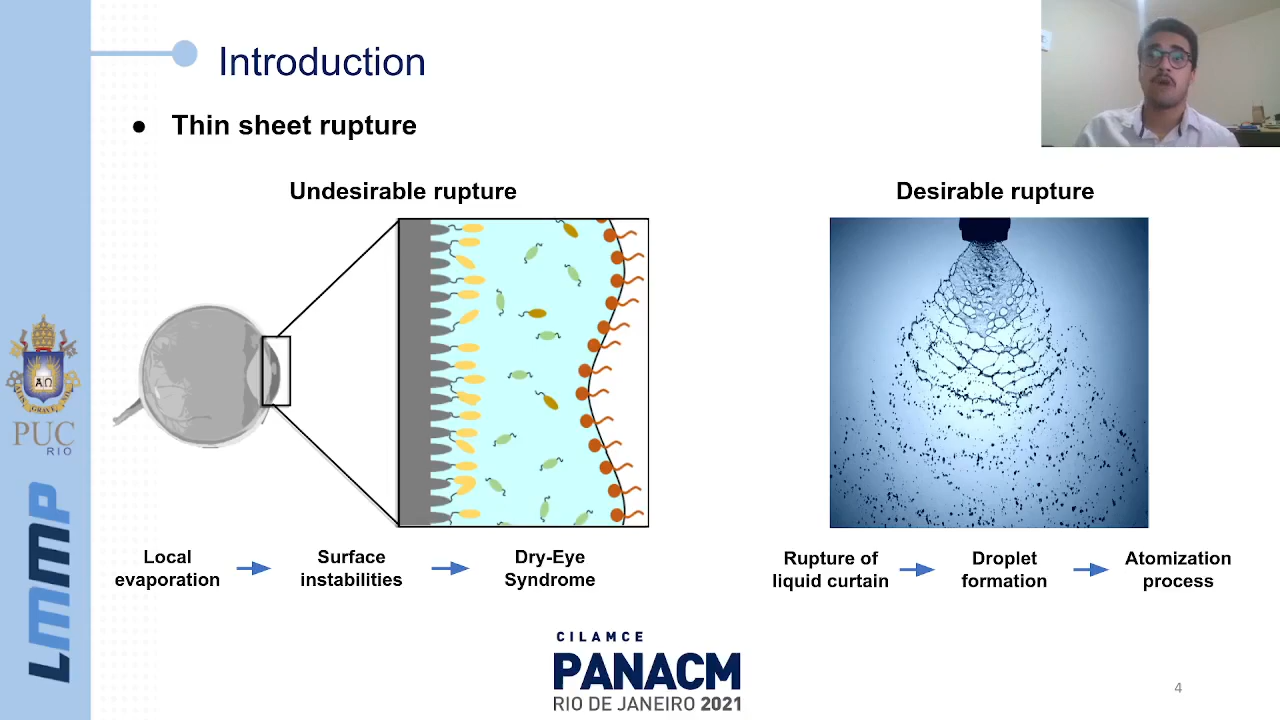 Introduction
● Thin sheet rupture
Undesirable rupture
Desirable rupture
Local
evaporation
Surface
instabilities
Dry-Eye
Syndrome
Rupture of
liquid curtain
Droplet
formation
Atomization
process
PUC
RIO
LMMP
CILAMCE
PANACM
RIO DE JANEIRO 2021
4